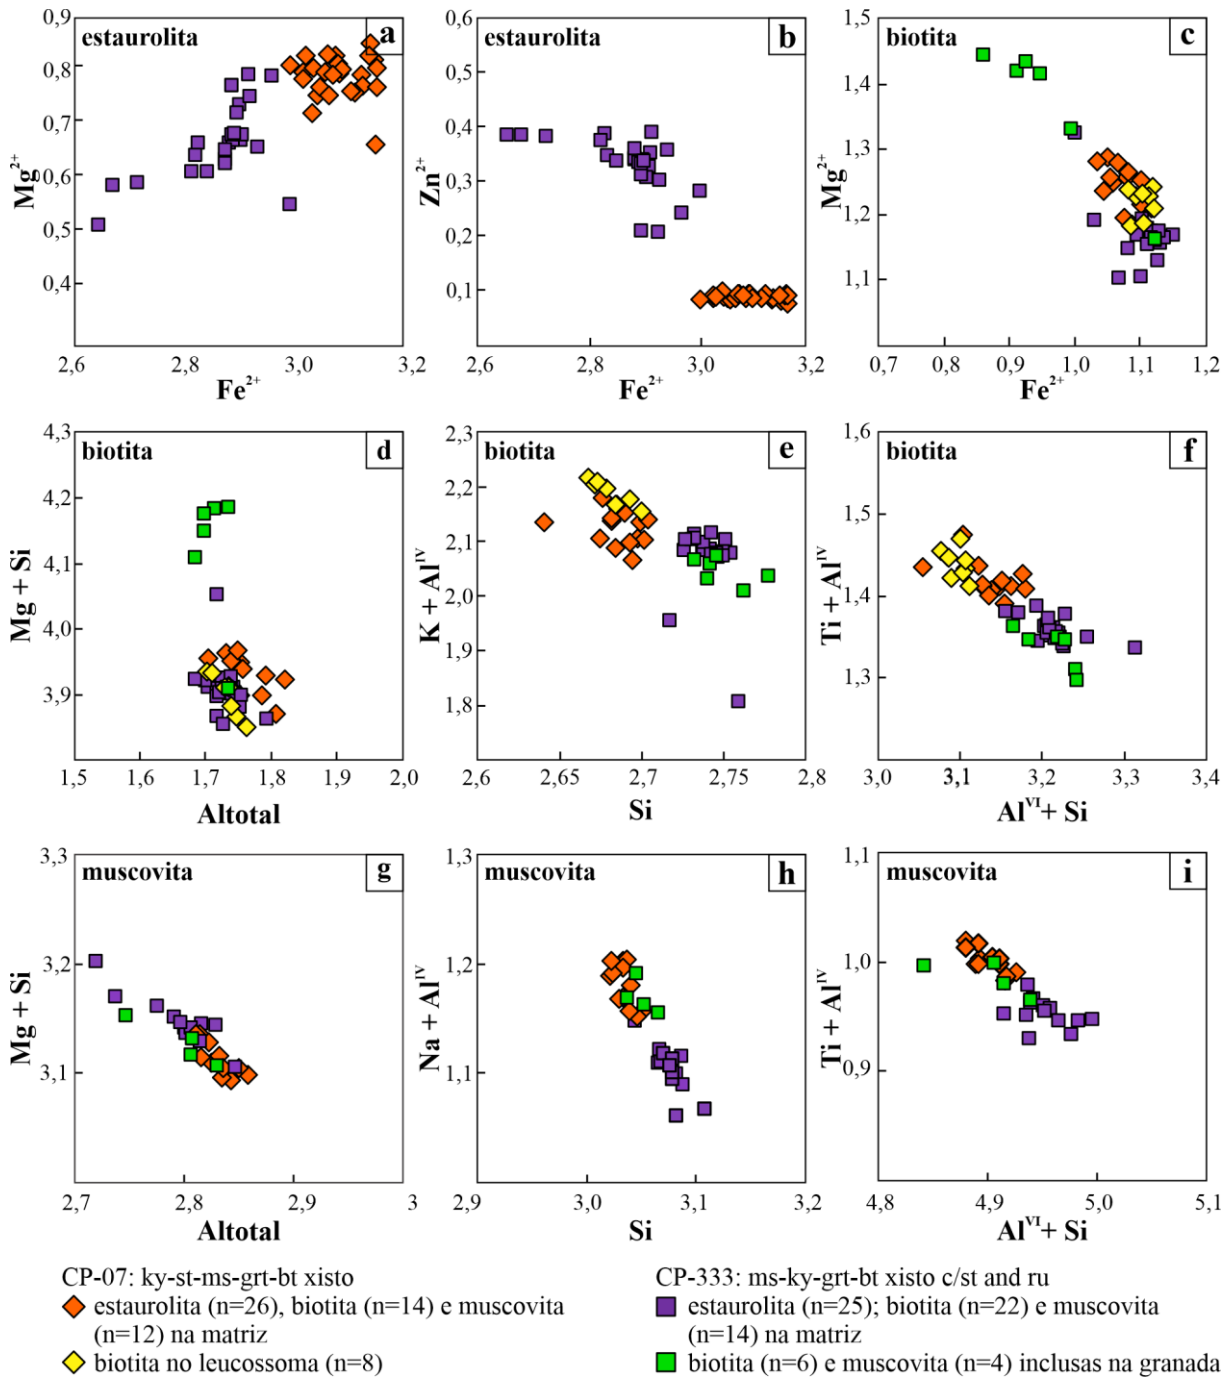 estaurolita
a
0,9
0,8
0,7
0,6
0,5
0,4
Mg²⁺
2,6
2,8
3,0
3,2
Fe²⁺
estaurolita
b
0,6
0,5
0,4
0,3
0,2
0,1
Zn²⁺
2,6
2,8
3,0
3,2
Fe²⁺
biotita
c
1,5
1,4
1,3
1,2
1,1
Mg²⁺
0,7
0,8
0,9
1,0
1,1
1,2
Fe²⁺
biotita
d
4,3
4,2
4,1
4,0
3,9
Mg + Si
1,5
1,6
1,7
1,8
1,9
2,0
Altotal
biotita
e
2,3
2,2
2,1
2,0
1,9
1,8
K + Alᴵⱽ
2,6
2,65
2,7
2,75
2,8
Si
biotita
f
1,6
1,5
1,4
1,3
Ti + Alᴵⱽ
3,0
3,1
3,2
3,3
3,4
Alⱽᴵ + Si
muscovita
g
3,3
3,2
3,1
Mg + Si
2,7
2,8
2,9
3
Altotal
muscovita
h
1,3
1,2
1,1
Na + Alᴵⱽ
2,9
3,0
3,1
3,2
Si
muscovita
i
1,1
1,0
0,9
Ti + Alᴵⱽ
4,8
4,9
5,0
5,1
Alⱽᴵ + Si
CP-07: ky-st-ms-grt-bt xisto
estaurolita (n=26), biotita (n=14) e muscovita
(n=12) na matriz
biotita no leucossoma (n=8)
CP-333: ms-ky-grt-bt xisto c/st and ru
estaurolita (n=25); biotita (n=22) e muscovita
(n=14) na matriz
biotita (n=6) e muscovita (n=4) inclusas na granada